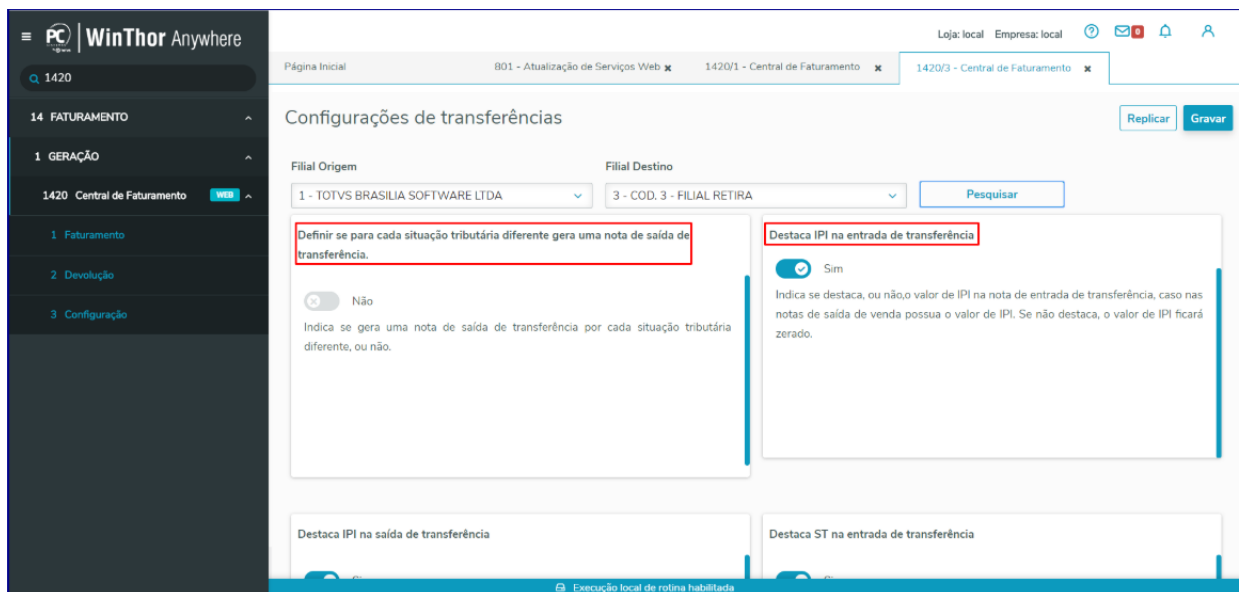 WinThor Anywhere
Loja: local Empresa: local
0
1420
Página Inicial
801 - Atualização de Serviços Web
1420/1 - Central de Faturamento
1420/3 - Central de Faturamento
14 FATURAMENTO
1 GERAÇÃO
1420 Central de Faturamento WEB
1 Faturamento
2 Devolução
3 Configuração
Configurações de transferências
Replicar
Gravar
Filial Origem
Filial Destino
1 - TOTVS BRASILIA SOFTWARE LTDA
3 - COD. 3 - FILIAL RETIRA
Pesquisar
Definir se para cada situação tributária diferente gera uma nota de saída de
transferência.
Não
Indica se gera uma nota de saída de transferência por cada situação tributária
diferente, ou não.
Destaca IPI na entrada de transferência
Sim
Indica se destaca, ou não,o valor de IPI na nota de entrada de transferência, caso nas
notas de saída de venda possua o valor de IPI. Se não destaca, o valor de IPI ficará
zerado.
Destaca IPI na saída de transferência
Destaca ST na entrada de transferência
Execução local de rotina habilitada